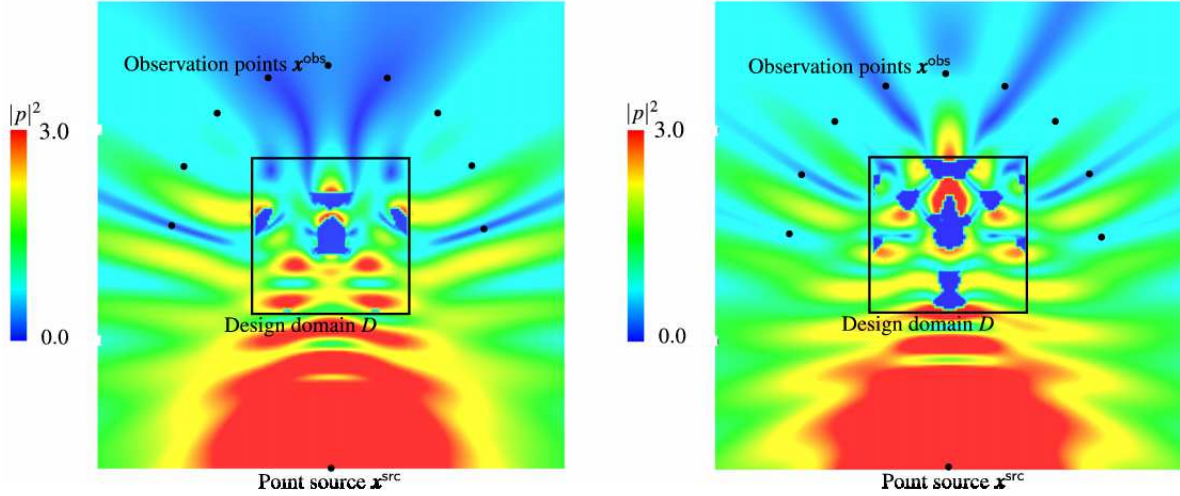 Observation points x^obs
|p|^2
3.0
0.0
Design domain D
Point source x^src
Observation points x^obs
|p|^2
3.0
0.0
Design domain D
Point source x^src